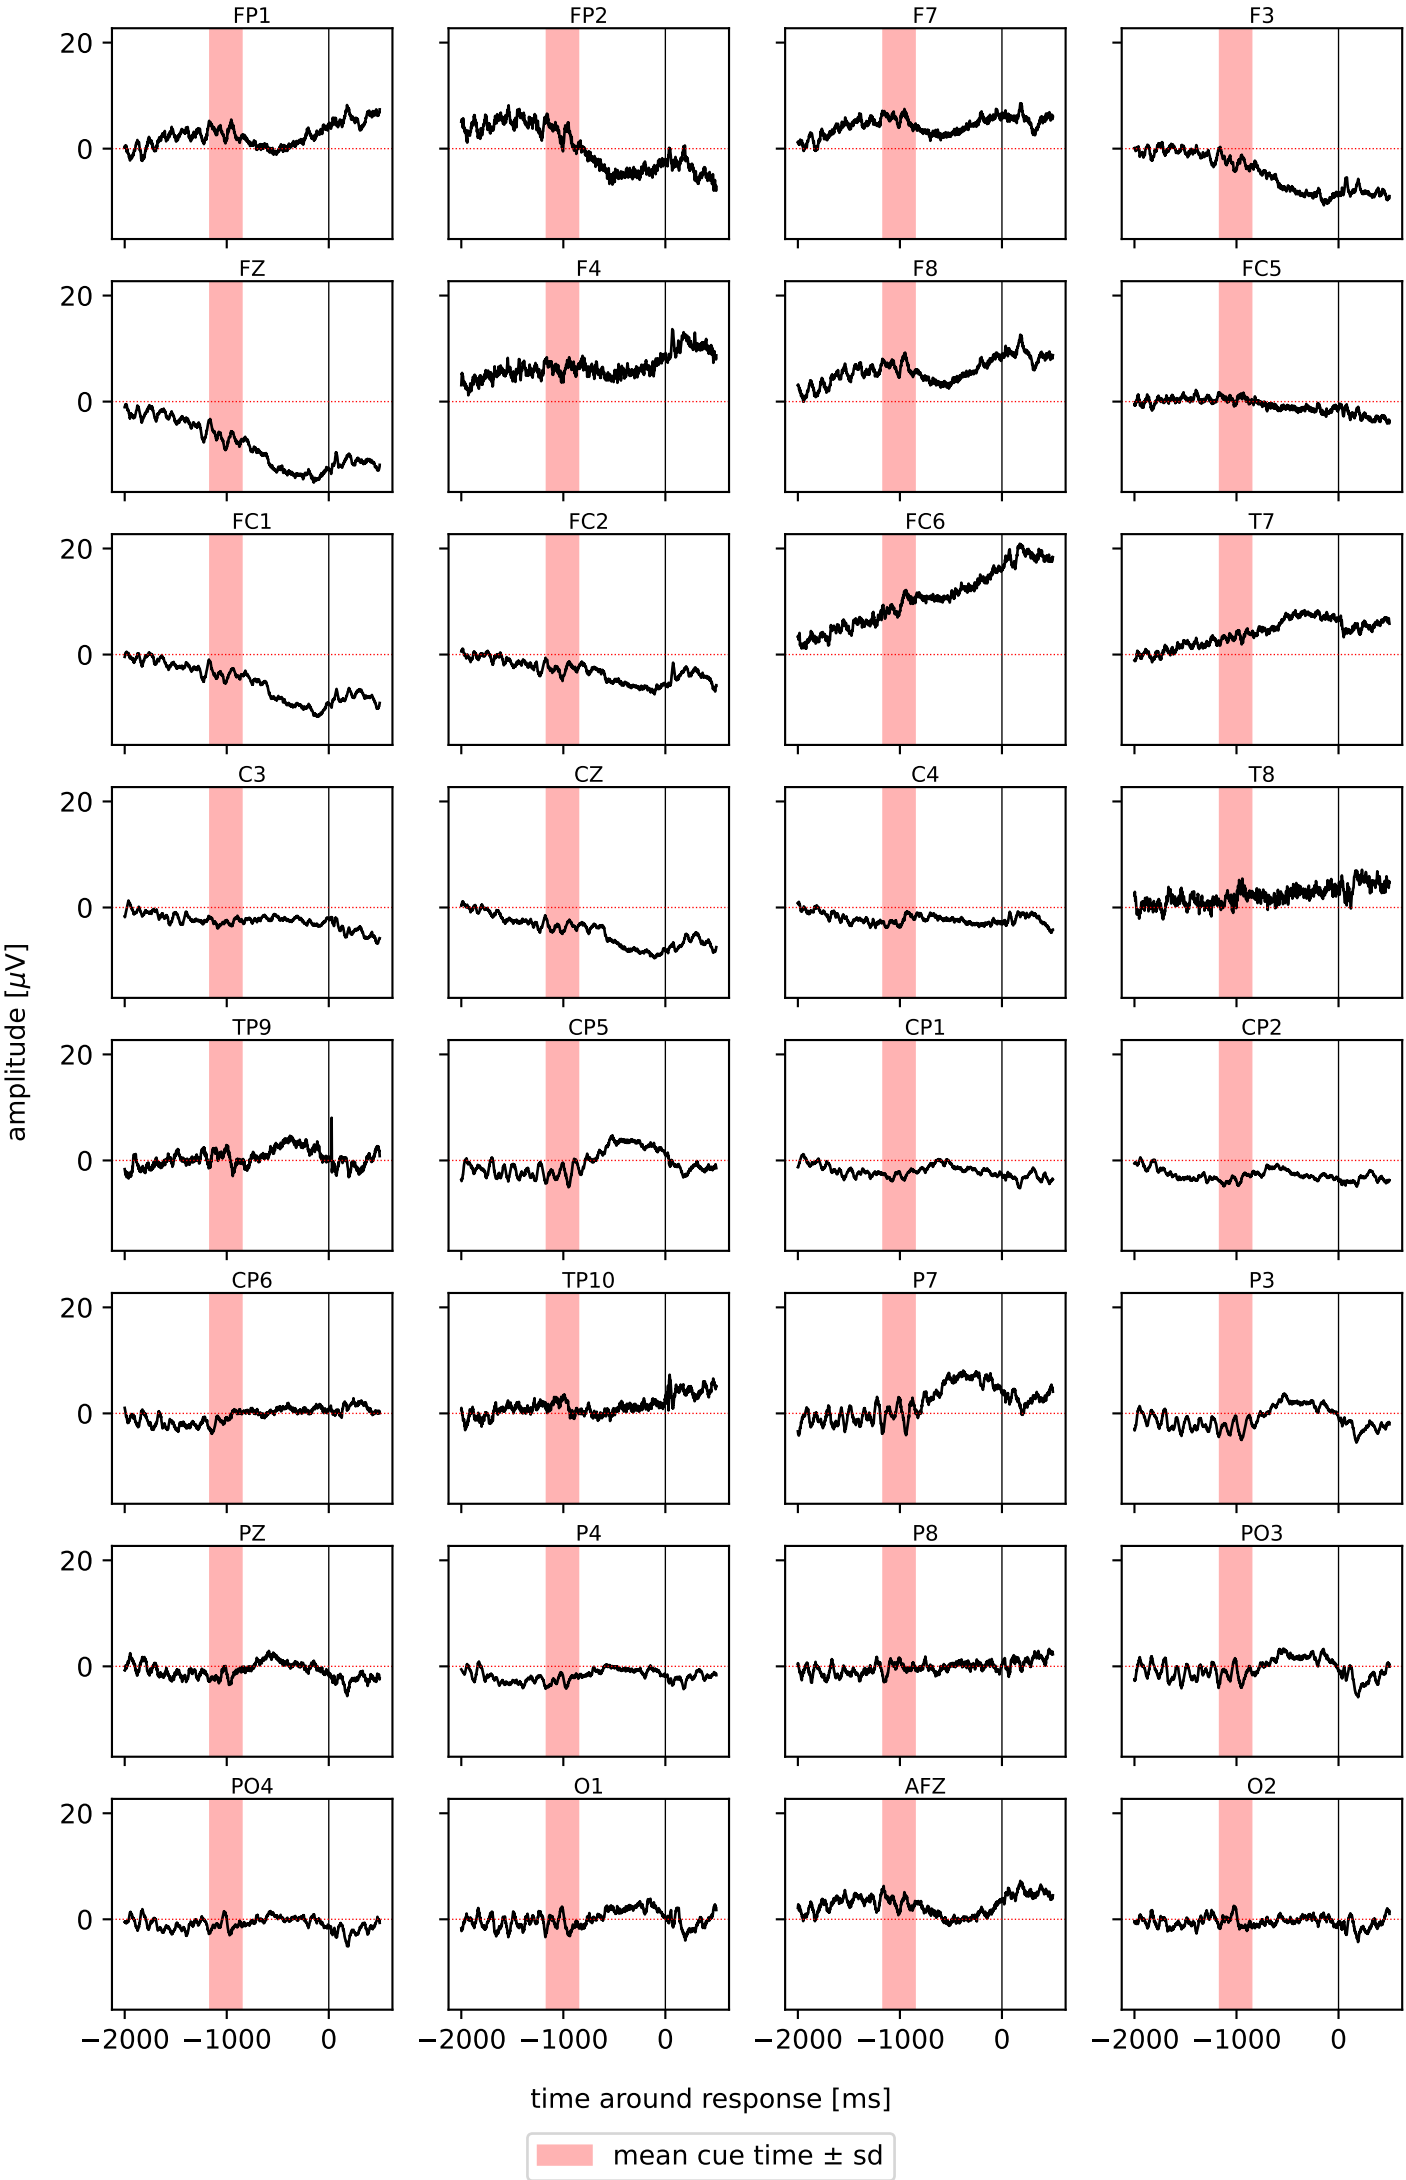 FP1 FP2 F7 F3
20
0
FZ F4 F8 FC5
20
0
FC1 FC2 FC6 T7
20
0
C3 CZ C4 T8
20
0
amplitude [μV]
TP9 CP5 CP1 CP2
20
0
CP6 TP10 P7 P3
20
0
PZ P4 P8 PO3
20
0
PO4 O1 AFZ O2
20
0
−2000 −1000 0 −2000 −1000 0 −2000 −1000 0 −2000 −1000 0
time around response [ms]
mean cue time ± sd